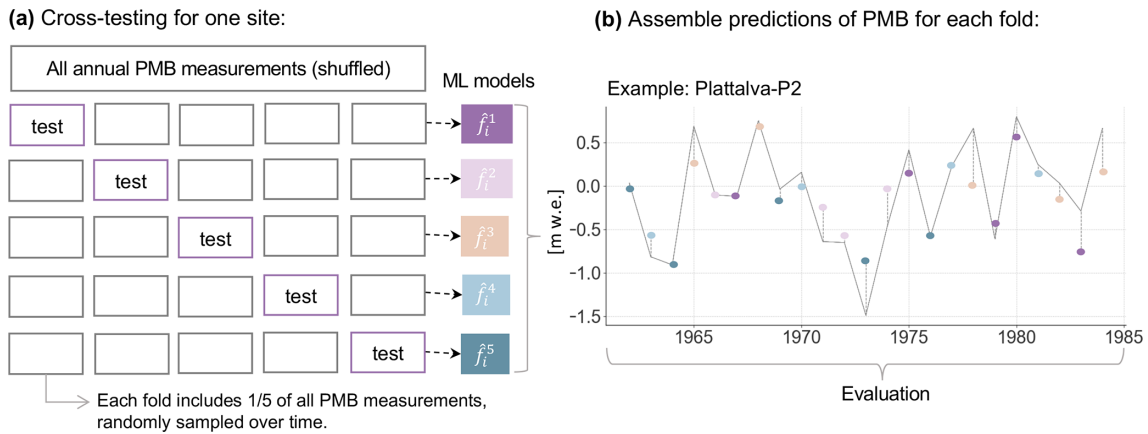 (a) Cross-testing for one site:
All annual PMB measurements (shuffled)
ML models
test
f̂ᵢ¹
test
f̂ᵢ²
test
f̂ᵢ³
test
f̂ᵢ⁴
test
f̂ᵢ⁵
Each fold includes 1/5 of all PMB measurements,
randomly sampled over time.
(b) Assemble predictions of PMB for each fold:
Example: Plattalva-P2
[m w.e.]
0.5
0.0
−0.5
−1.0
−1.5
1965 1970 1975 1980 1985
Evaluation